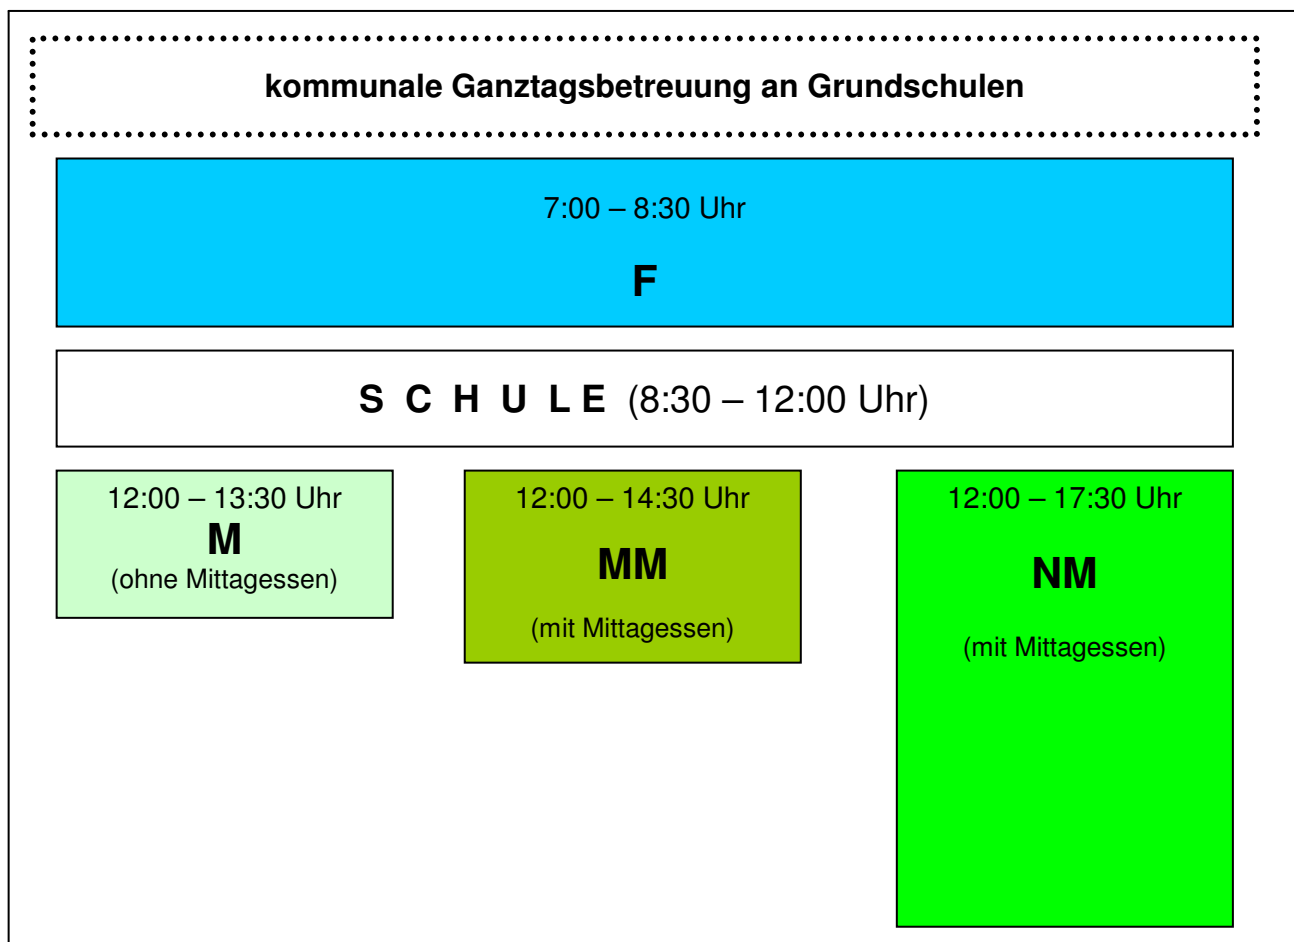 kommunale Ganztagsbetreuung an Grundschulen
7:00 – 8:30 Uhr
F
S C H U L E (8:30 – 12:00 Uhr)
12:00 – 13:30 Uhr
M
(ohne Mittagessen)
12:00 – 14:30 Uhr
MM
(mit Mittagessen)
12:00 – 17:30 Uhr
NM
(mit Mittagessen)